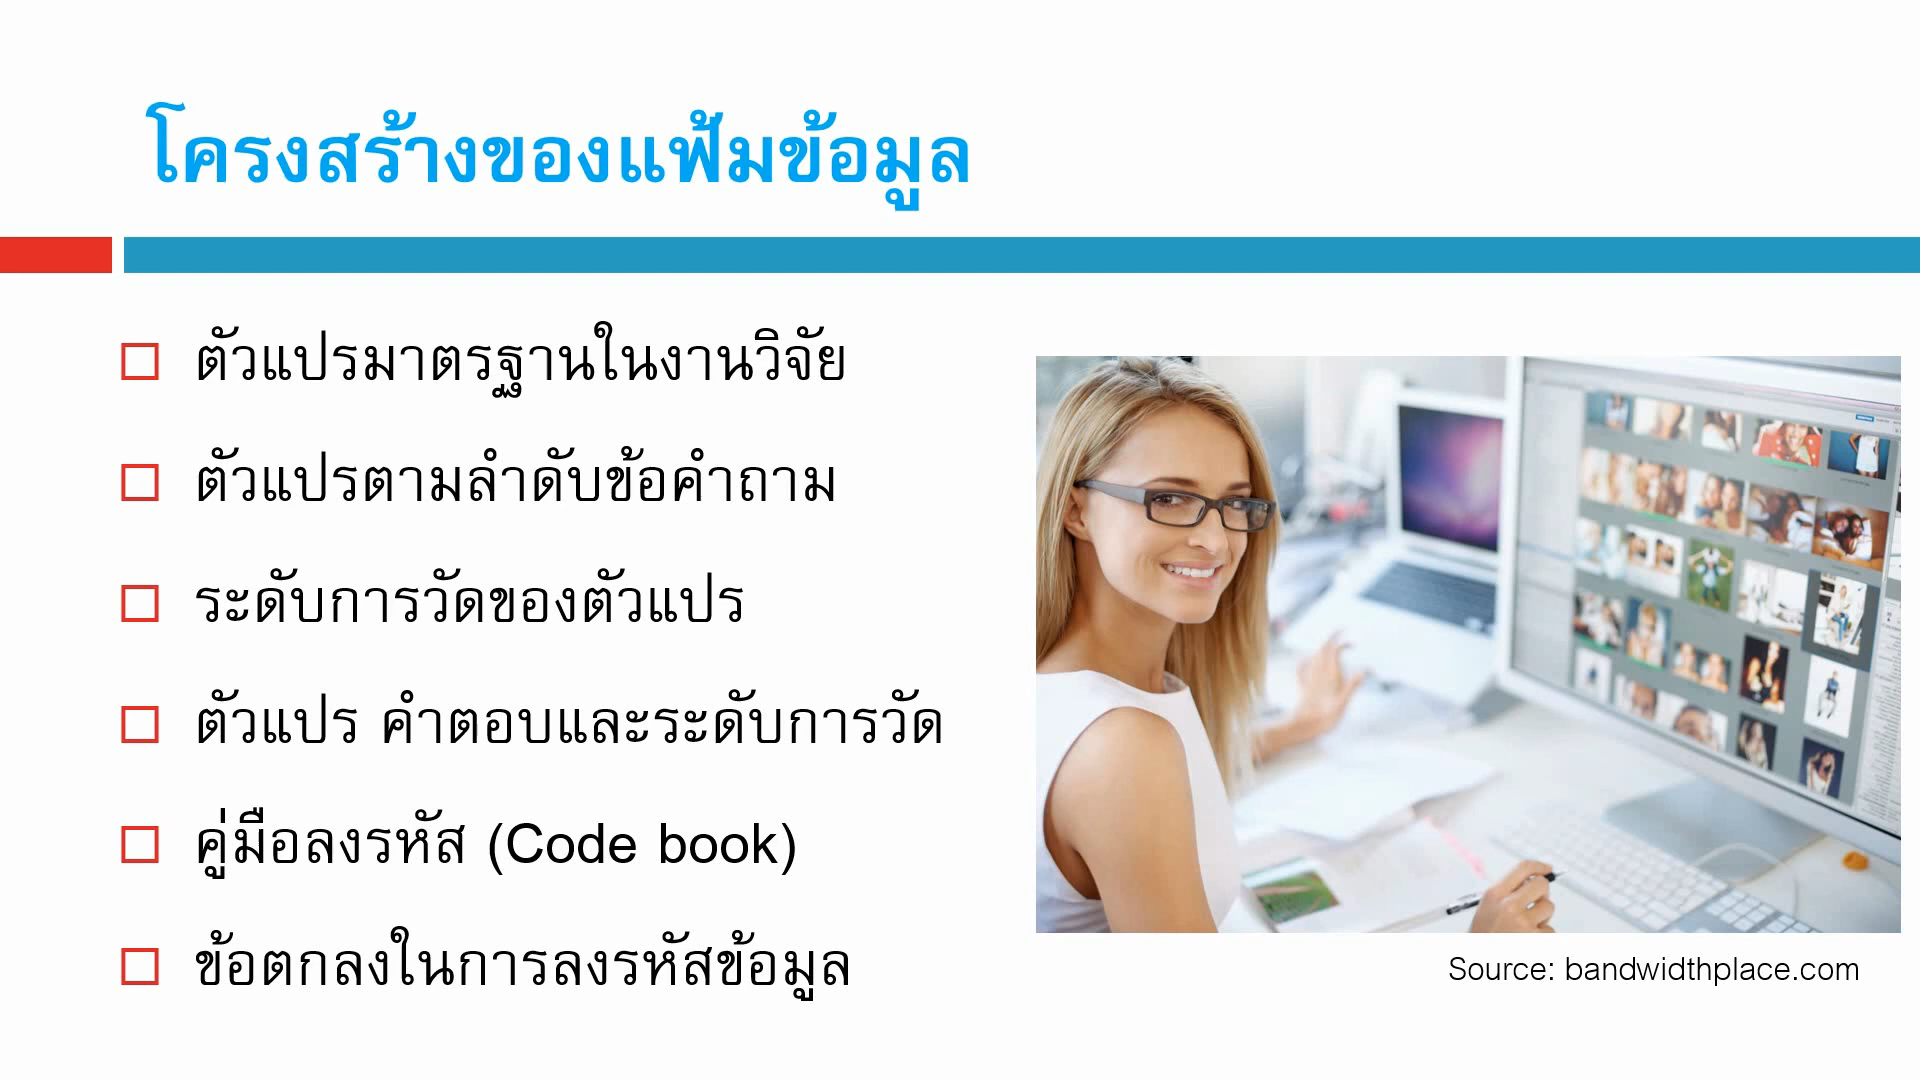 โครงสร้างของแฟ้มข้อมูล
ตัวแปรมาตรฐานในงานวิจัย
ตัวแปรตามลำดับข้อคำถาม
ระดับการวัดของตัวแปร
ตัวแปร คำตอบและระดับการวัด
คู่มือลงรหัส (Code book)
ข้อตกลงในการลงรหัสข้อมูล
Source: bandwidthplace.com